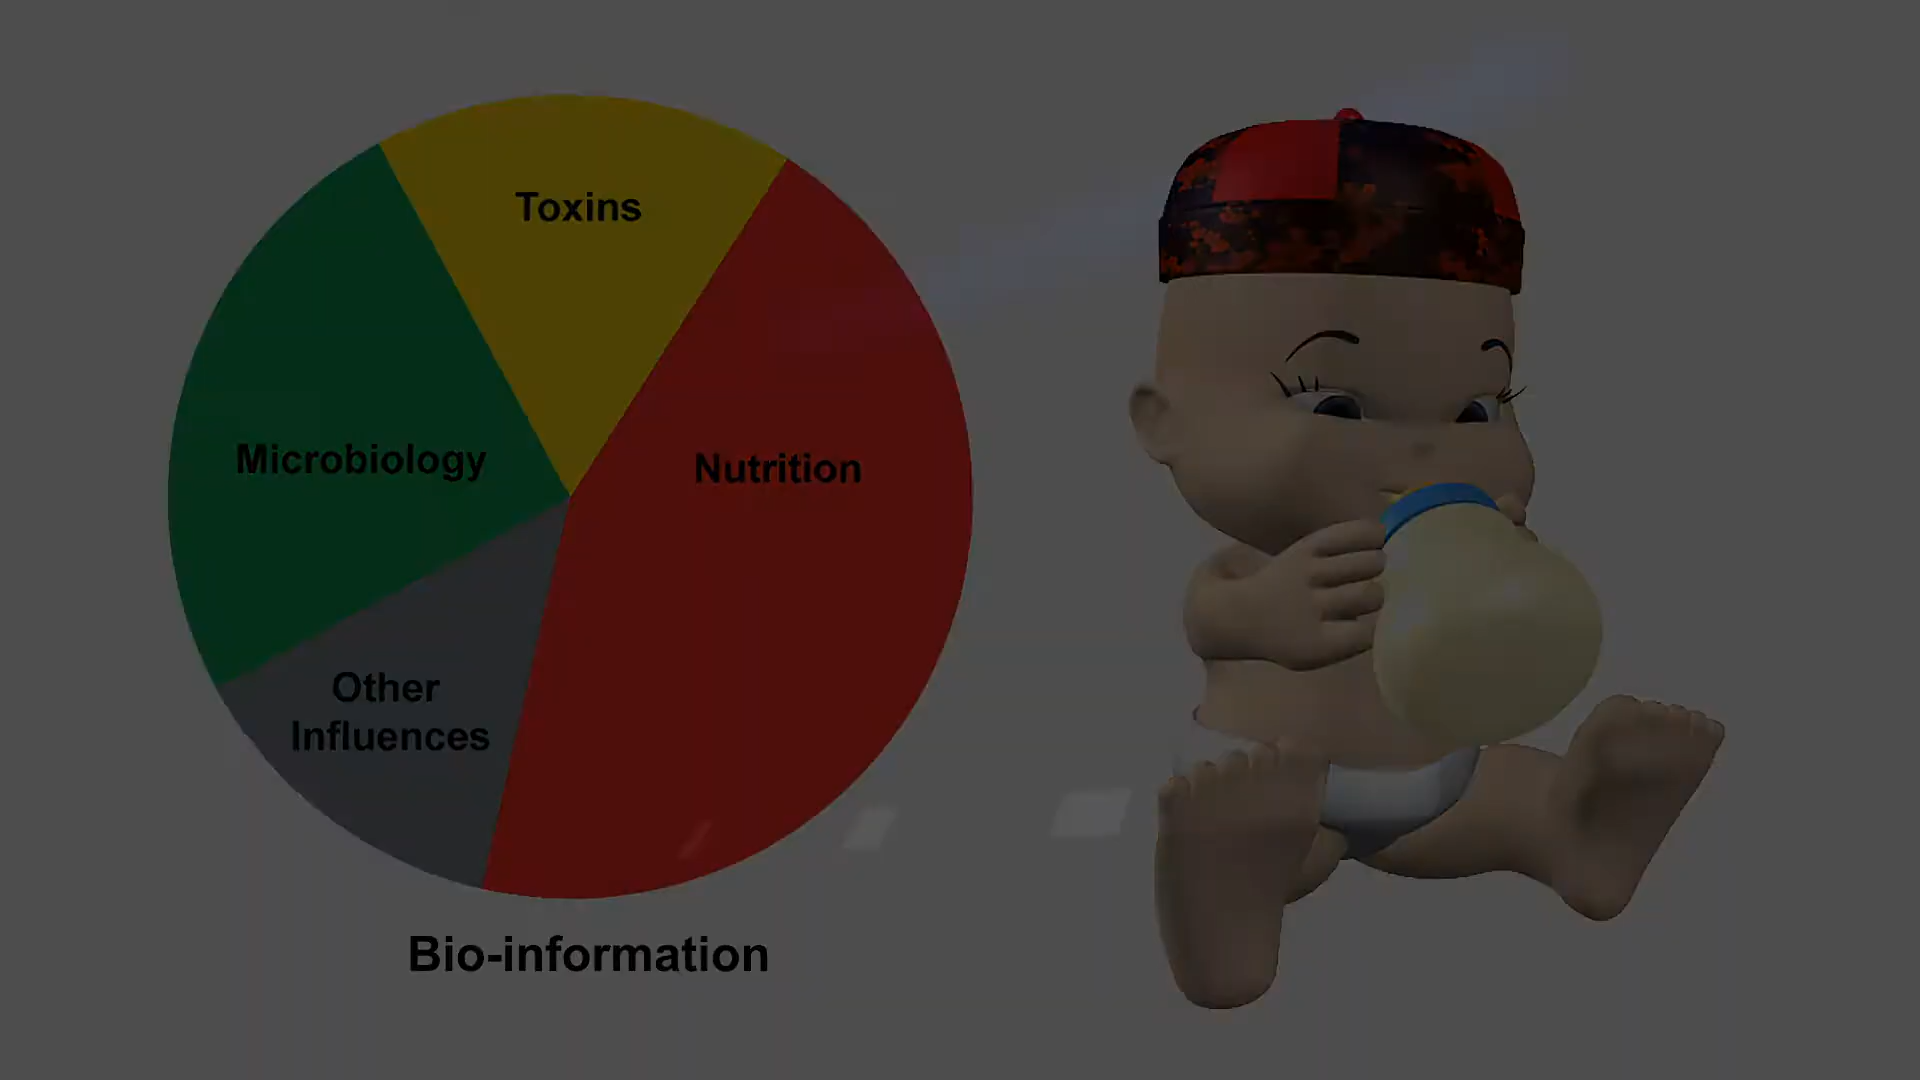 Toxins
Microbiology
Nutrition
Other
Influences
Bio-information